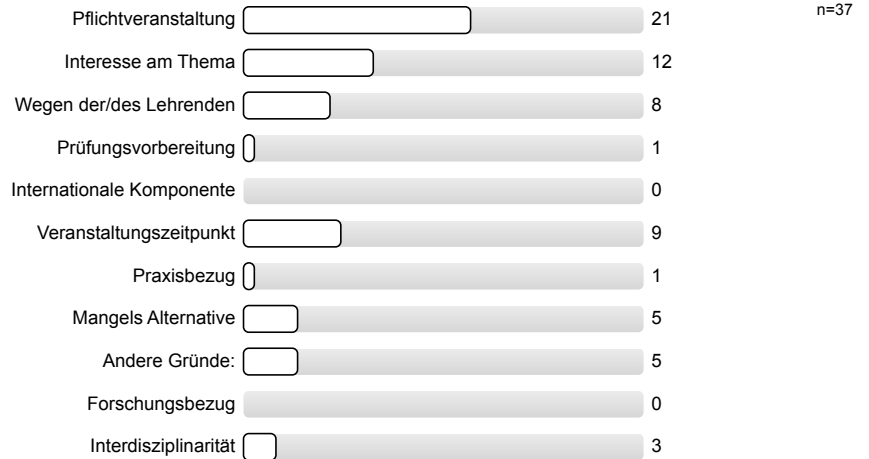 Pflichtveranstaltung 21 n=37
Interesse am Thema 12
Wegen der/des Lehrenden 8
Prüfungsvorbereitung 1
Internationale Komponente 0
Veranstaltungszeitpunkt 9
Praxisbezug 1
Mangels Alternative 5
Andere Gründe: 5
Forschungsbezug 0
Interdisziplinarität 3